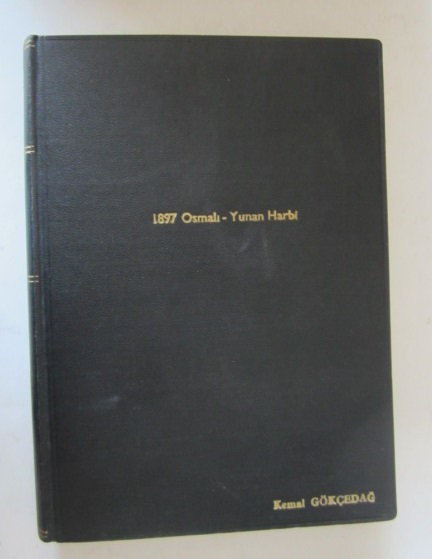 1897 Osmalı - Yunan Harbi
Kemal GÖKÇEDAĞ